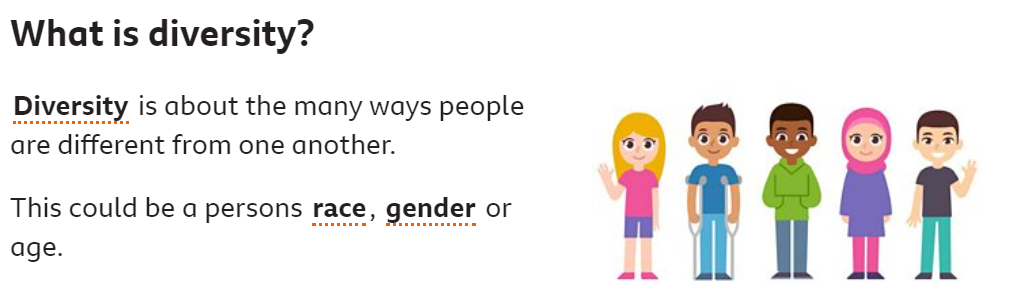 What is diversity?
Diversity is about the many ways people
are different from one another.
This could be a persons race, gender or
age.